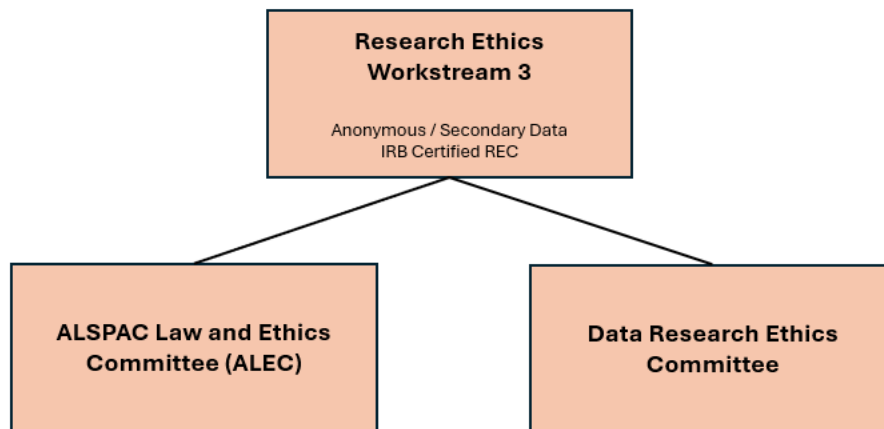 Research Ethics
Workstream 3
Anonymous / Secondary Data
IRB Certified REC
ALSPAC Law and Ethics
Committee (ALEC)
Data Research Ethics
Committee